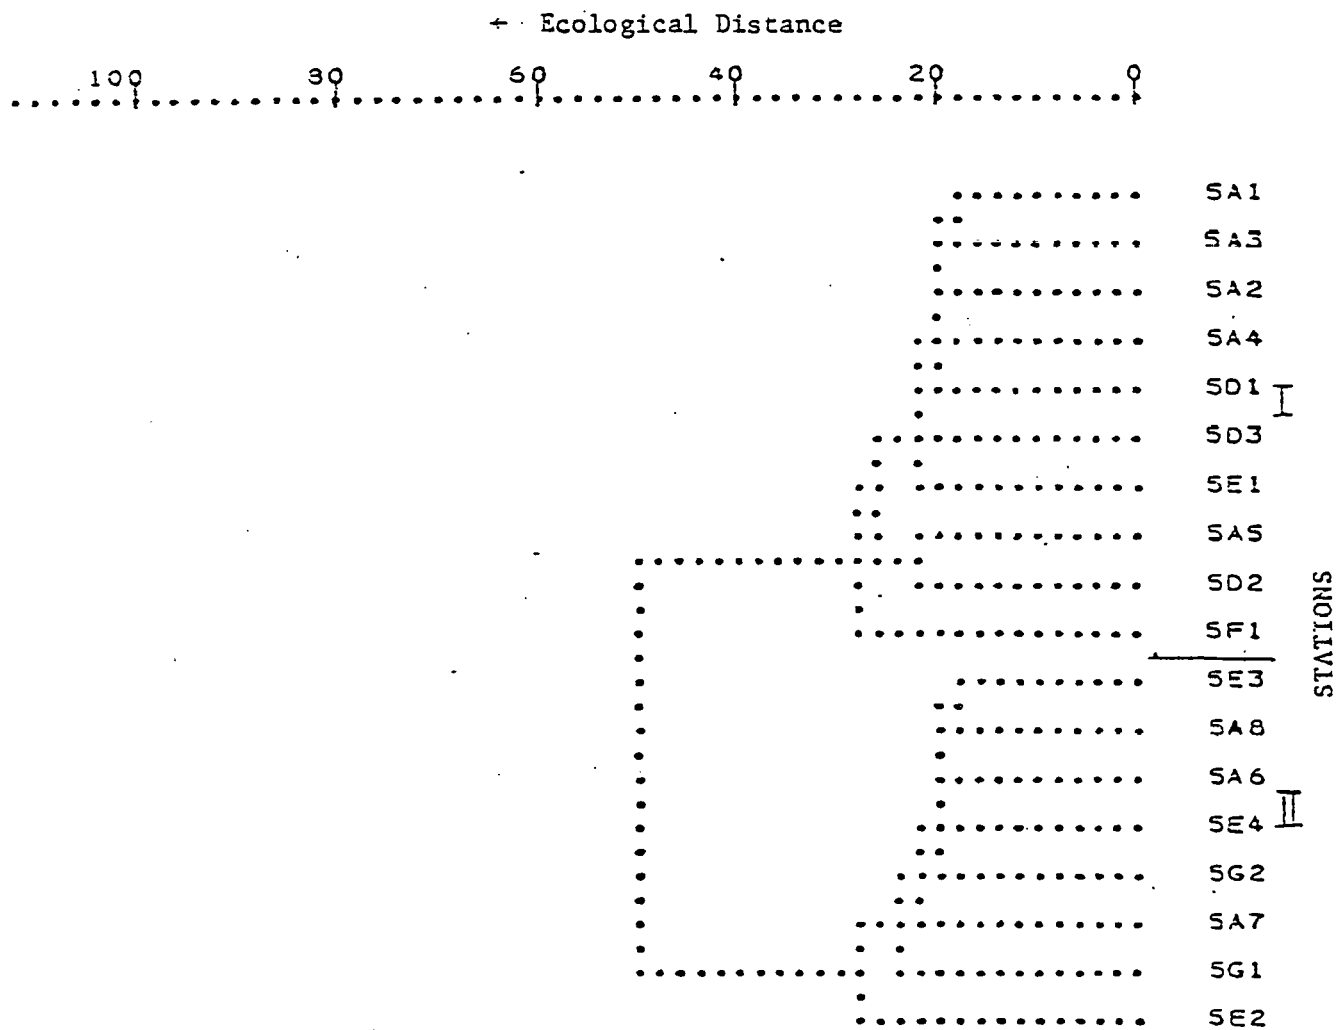 ← Ecological Distance
100 80 60 40 20 0
SA1
SA3
SA2
SA4
SD1
I
SD3
SE1
SA5
SD2
SF1
SE3
SA8
SA6
II
SE4
SG2
SA7
SG1
SE2
STATIONS